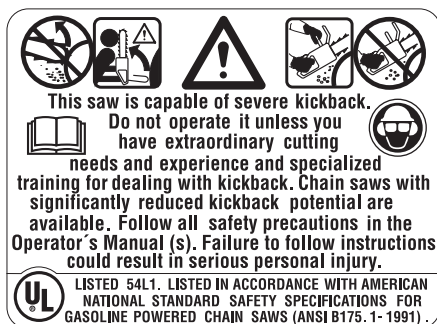 This saw is capable of severe kickback.
Do not operate it unless you
have extraordinary cutting
needs and experience and specialized
training for dealing with kickback. Chain saws with
significantly reduced kickback potential are
available. Follow all safety precautions in the
Operator´s Manual (s). Failure to follow instructions
could result in serious personal injury.
UL
LISTED 54L1. LISTED IN ACCORDANCE WITH AMERICAN
NATIONAL STANDARD SAFETY SPECIFICATIONS FOR
GASOLINE POWERED CHAIN SAWS (ANSI B175. 1- 1991) .